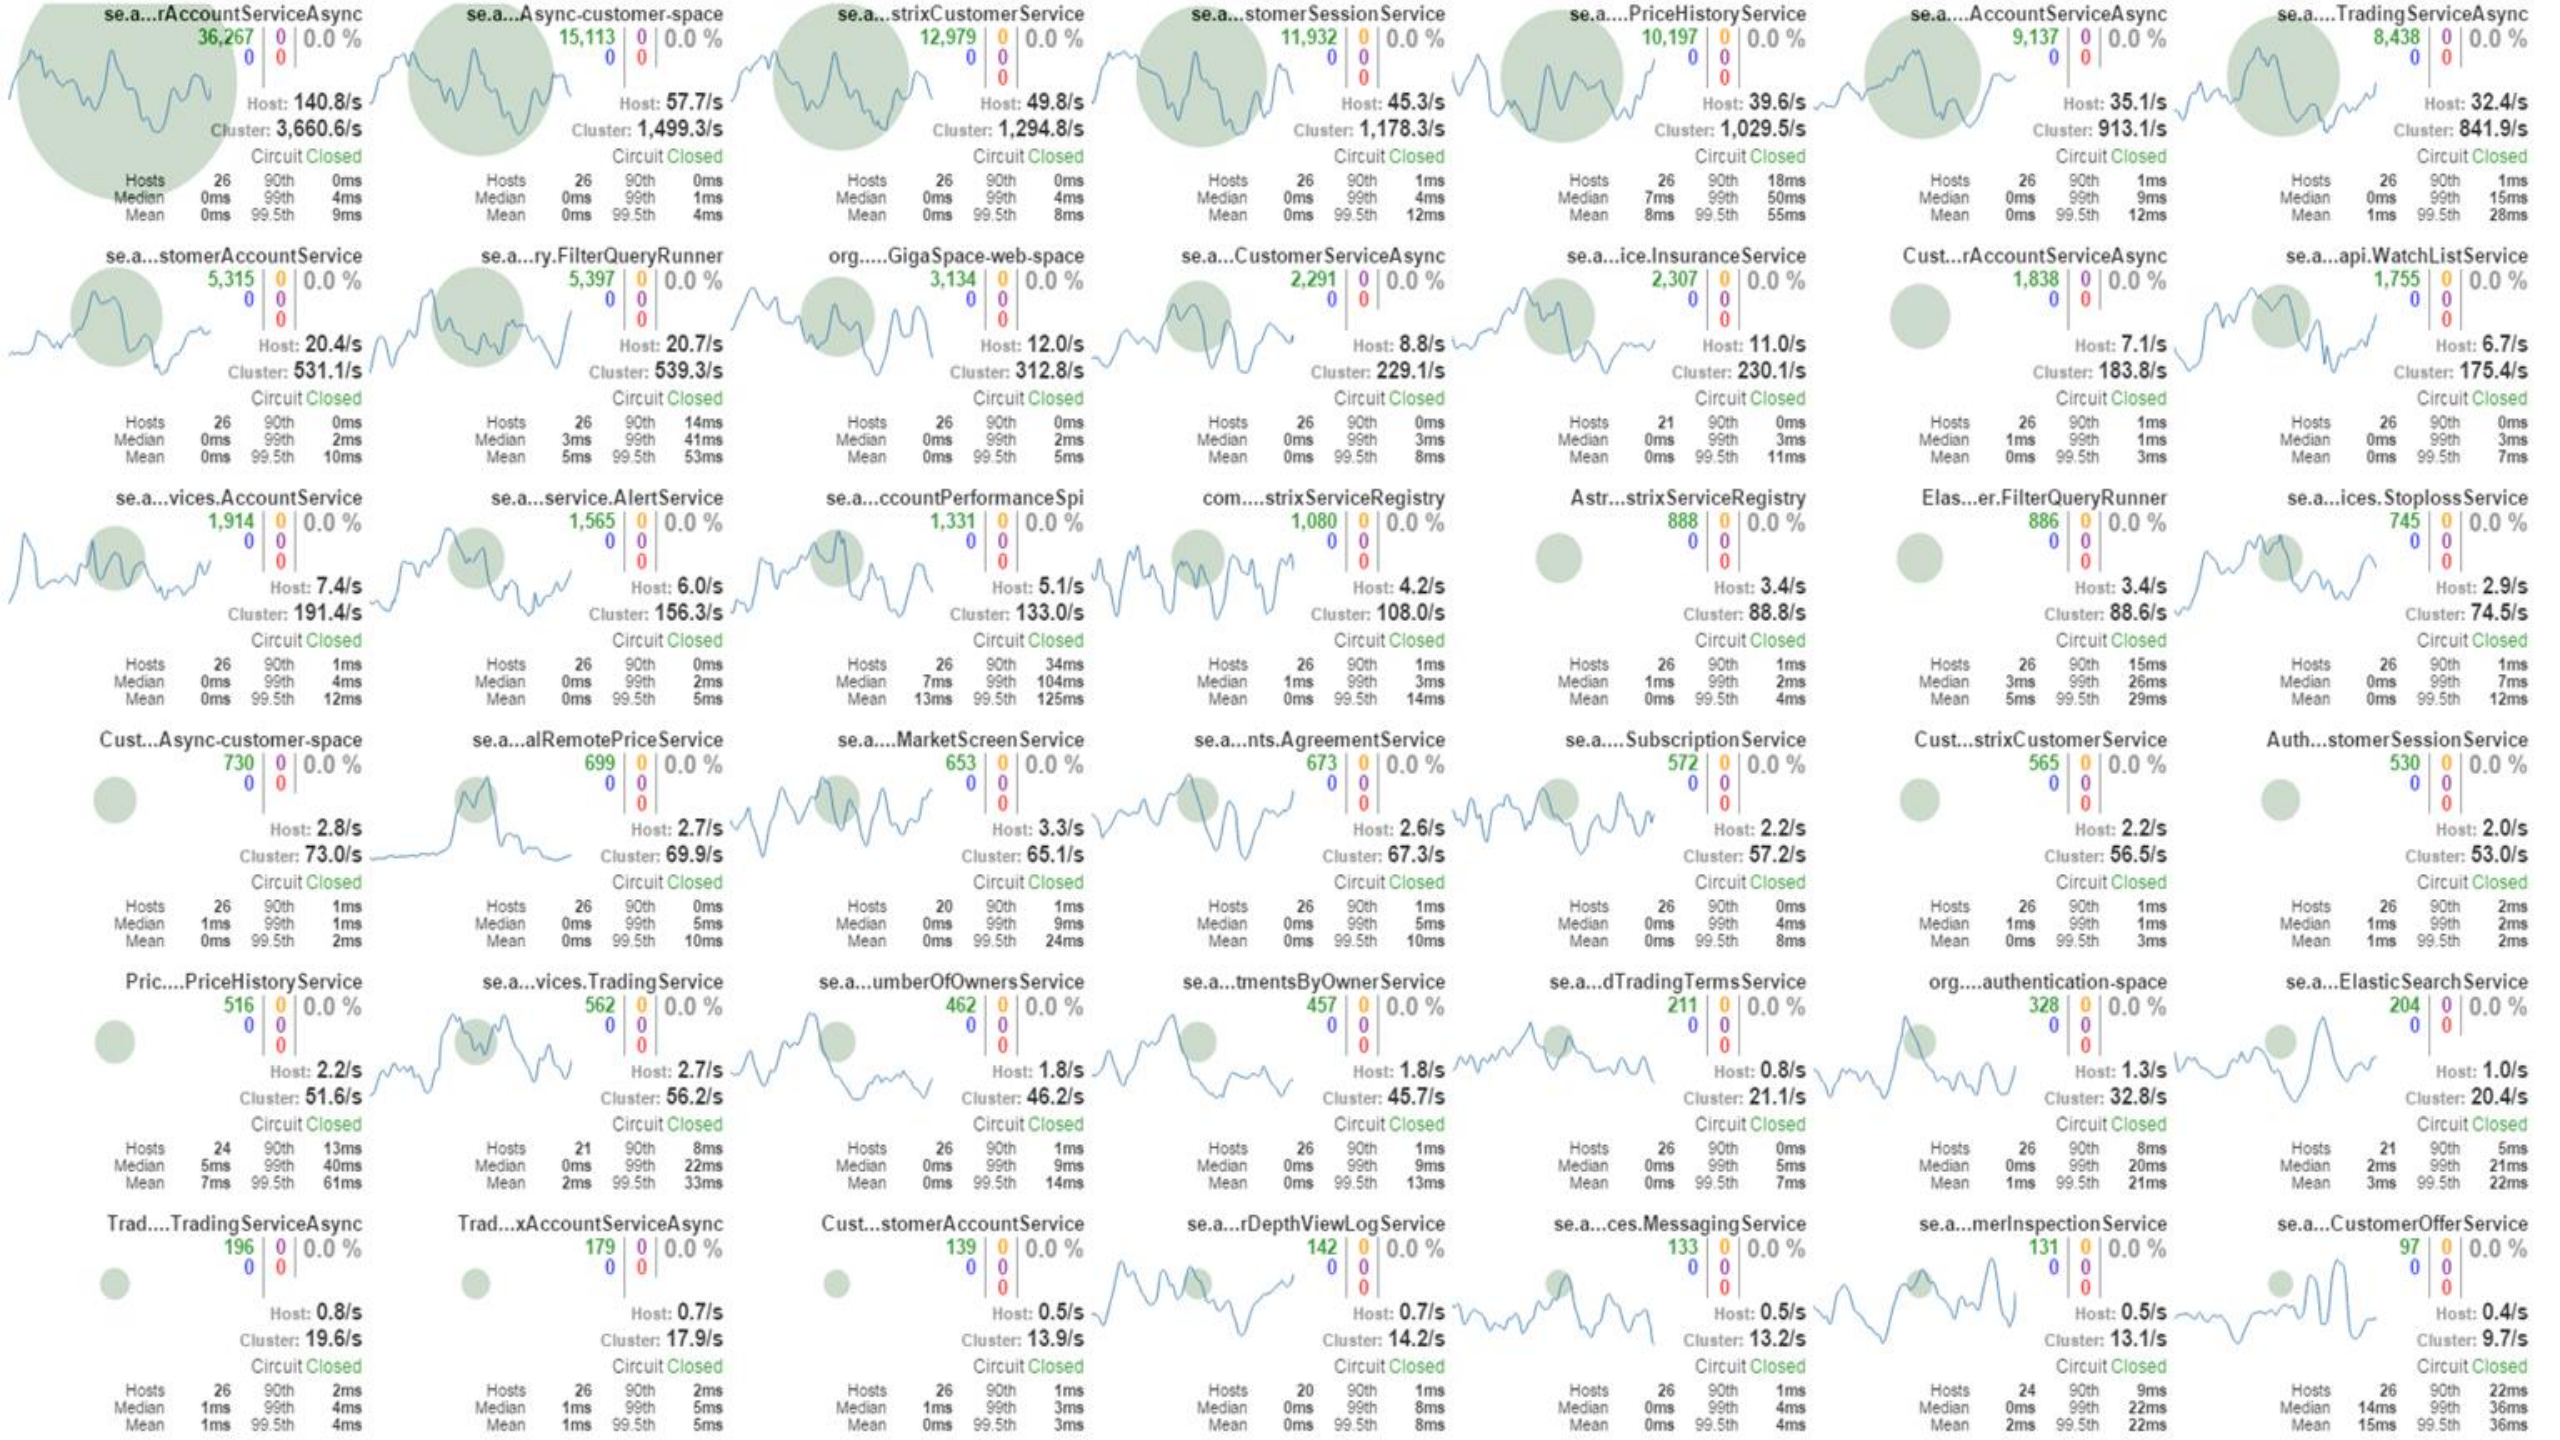 se.a...rAccountServiceAsync
36,267 0 0.0 %
0 0
Host: 140.8/s
Cluster: 3,660.6/s
Circuit Closed
Hosts 26 90th 0ms
Median 0ms 99th 4ms
Mean 0ms 99.5th 9ms
se.a...Async-customer-space
15,113 0 0.0 %
0 0
Host: 57.7/s
Cluster: 1,499.3/s
Circuit Closed
Hosts 26 90th 0ms
Median 0ms 99th 1ms
Mean 0ms 99.5th 4ms
se.a...strixCustomerService
12,979 0 0.0 %
0 0
0
Host: 49.8/s
Cluster: 1,294.8/s
Circuit Closed
Hosts 26 90th 0ms
Median 0ms 99th 4ms
Mean 0ms 99.5th 8ms
se.a...stomerSessionService
11,932 0 0.0 %
0 0
0
Host: 45.3/s
Cluster: 1,178.3/s
Circuit Closed
Hosts 26 90th 1ms
Median 0ms 99th 4ms
Mean 0ms 99.5th 12ms
se.a....PriceHistoryService
10,197 0 0.0 %
0 0
0
Host: 39.6/s
Cluster: 1,029.5/s
Circuit Closed
Hosts 26 90th 18ms
Median 7ms 99th 50ms
Mean 8ms 99.5th 55ms
se.a....AccountServiceAsync
9,137 0 0.0 %
0 0
Host: 35.1/s
Cluster: 913.1/s
Circuit Closed
Hosts 26 90th 1ms
Median 0ms 99th 9ms
Mean 0ms 99.5th 12ms
se.a....TradingServiceAsync
8,438 0 0.0 %
0 0
Host: 32.4/s
Cluster: 841.9/s
Circuit Closed
Hosts 26 90th 1ms
Median 0ms 99th 15ms
Mean 1ms 99.5th 28ms
se.a...stomerAccountService
5,315 0 0.0 %
0 0
0
Host: 20.4/s
Cluster: 531.1/s
Circuit Closed
Hosts 26 90th 0ms
Median 0ms 99th 2ms
Mean 0ms 99.5th 10ms
se.a...ry.FilterQueryRunner
5,397 0 0.0 %
0 0
0
Host: 20.7/s
Cluster: 539.3/s
Circuit Closed
Hosts 26 90th 14ms
Median 3ms 99th 41ms
Mean 5ms 99.5th 53ms
org.....GigaSpace-web-space
3,134 0 0.0 %
0 0
0
Host: 12.0/s
Cluster: 312.8/s
Circuit Closed
Hosts 26 90th 0ms
Median 0ms 99th 2ms
Mean 0ms 99.5th 5ms
se.a...CustomerServiceAsync
2,291 0 0.0 %
0 0
Host: 8.8/s
Cluster: 229.1/s
Circuit Closed
Hosts 26 90th 0ms
Median 0ms 99th 3ms
Mean 0ms 99.5th 8ms
se.a...ice.InsuranceService
2,307 0 0.0 %
0 0
0
Host: 11.0/s
Cluster: 230.1/s
Circuit Closed
Hosts 21 90th 0ms
Median 0ms 99th 3ms
Mean 0ms 99.5th 11ms
Cust...rAccountServiceAsync
1,838 0 0.0 %
0 0
Host: 7.1/s
Cluster: 183.8/s
Circuit Closed
Hosts 26 90th 1ms
Median 1ms 99th 1ms
Mean 0ms 99.5th 3ms
se.a...api.WatchListService
1,755 0 0.0 %
0 0
0
Host: 6.7/s
Cluster: 175.4/s
Circuit Closed
Hosts 26 90th 0ms
Median 0ms 99th 3ms
Mean 0ms 99.5th 7ms
se.a...vices.AccountService
1,914 0 0.0 %
0 0
0
Host: 7.4/s
Cluster: 191.4/s
Circuit Closed
Hosts 26 90th 1ms
Median 0ms 99th 4ms
Mean 0ms 99.5th 12ms
se.a...service.AlertService
1,565 0 0.0 %
0 0
0
Host: 6.0/s
Cluster: 156.3/s
Circuit Closed
Hosts 26 90th 0ms
Median 0ms 99th 2ms
Mean 0ms 99.5th 5ms
se.a...ccountPerformanceSpi
1,331 0 0.0 %
0 0
0
Host: 5.1/s
Cluster: 133.0/s
Circuit Closed
Hosts 26 90th 34ms
Median 7ms 99th 104ms
Mean 13ms 99.5th 125ms
com....strixServiceRegistry
1,080 0 0.0 %
0 0
0
Host: 4.2/s
Cluster: 108.0/s
Circuit Closed
Hosts 26 90th 1ms
Median 1ms 99th 3ms
Mean 0ms 99.5th 14ms
Astr...strixServiceRegistry
888 0 0.0 %
0 0
0
Host: 3.4/s
Cluster: 88.8/s
Circuit Closed
Hosts 26 90th 1ms
Median 1ms 99th 2ms
Mean 0ms 99.5th 4ms
Elas...er.FilterQueryRunner
886 0 0.0 %
0 0
0
Host: 3.4/s
Cluster: 88.6/s
Circuit Closed
Hosts 26 90th 15ms
Median 3ms 99th 26ms
Mean 5ms 99.5th 29ms
se.a...ices.StoplossService
745 0 0.0 %
0 0
0
Host: 2.9/s
Cluster: 74.5/s
Circuit Closed
Hosts 26 90th 1ms
Median 0ms 99th 7ms
Mean 0ms 99.5th 12ms
Cust...Async-customer-space
730 0 0.0 %
0 0
Host: 2.8/s
Cluster: 73.0/s
Circuit Closed
Hosts 26 90th 1ms
Median 1ms 99th 1ms
Mean 0ms 99.5th 2ms
se.a...alRemotePriceService
699 0 0.0 %
0 0
0
Host: 2.7/s
Cluster: 69.9/s
Circuit Closed
Hosts 26 90th 0ms
Median 0ms 99th 5ms
Mean 0ms 99.5th 10ms
se.a....MarketScreenService
653 0 0.0 %
0 0
0
Host: 3.3/s
Cluster: 65.1/s
Circuit Closed
Hosts 20 90th 1ms
Median 0ms 99th 9ms
Mean 0ms 99.5th 24ms
se.a...nts.AgreementService
673 0 0.0 %
0 0
0
Host: 2.6/s
Cluster: 67.3/s
Circuit Closed
Hosts 26 90th 1ms
Median 0ms 99th 5ms
Mean 0ms 99.5th 10ms
se.a....SubscriptionService
572 0 0.0 %
0 0
0
Host: 2.2/s
Cluster: 57.2/s
Circuit Closed
Hosts 26 90th 0ms
Median 0ms 99th 4ms
Mean 0ms 99.5th 8ms
Cust...strixCustomerService
565 0 0.0 %
0 0
0
Host: 2.2/s
Cluster: 56.5/s
Circuit Closed
Hosts 26 90th 1ms
Median 1ms 99th 1ms
Mean 0ms 99.5th 3ms
Auth...stomerSessionService
530 0 0.0 %
0 0
0
Host: 2.0/s
Cluster: 53.0/s
Circuit Closed
Hosts 26 90th 2ms
Median 1ms 99th 2ms
Mean 1ms 99.5th 2ms
Pric....PriceHistoryService
516 0 0.0 %
0 0
0
Host: 2.2/s
Cluster: 51.6/s
Circuit Closed
Hosts 24 90th 13ms
Median 5ms 99th 40ms
Mean 7ms 99.5th 61ms
se.a...vices.TradingService
562 0 0.0 %
0 0
0
Host: 2.7/s
Cluster: 56.2/s
Circuit Closed
Hosts 21 90th 8ms
Median 0ms 99th 22ms
Mean 2ms 99.5th 33ms
se.a...umberOfOwnersService
462 0 0.0 %
0 0
0
Host: 1.8/s
Cluster: 46.2/s
Circuit Closed
Hosts 26 90th 1ms
Median 0ms 99th 9ms
Mean 0ms 99.5th 14ms
se.a...tmentsByOwnerService
457 0 0.0 %
0 0
0
Host: 1.8/s
Cluster: 45.7/s
Circuit Closed
Hosts 26 90th 1ms
Median 0ms 99th 9ms
Mean 0ms 99.5th 13ms
se.a...dTradingTermsService
211 0 0.0 %
0 0
0
Host: 0.8/s
Cluster: 21.1/s
Circuit Closed
Hosts 26 90th 0ms
Median 0ms 99th 5ms
Mean 0ms 99.5th 7ms
org....authentication-space
328 0 0.0 %
0 0
0
Host: 1.3/s
Cluster: 32.8/s
Circuit Closed
Hosts 26 90th 8ms
Median 0ms 99th 20ms
Mean 1ms 99.5th 21ms
se.a...ElasticSearchService
204 0 0.0 %
0 0
Host: 1.0/s
Cluster: 20.4/s
Circuit Closed
Hosts 21 90th 5ms
Median 2ms 99th 21ms
Mean 3ms 99.5th 22ms
Trad....TradingServiceAsync
196 0 0.0 %
0 0
Host: 0.8/s
Cluster: 19.6/s
Circuit Closed
Hosts 26 90th 2ms
Median 1ms 99th 4ms
Mean 1ms 99.5th 4ms
Trad...xAccountServiceAsync
179 0 0.0 %
0 0
Host: 0.7/s
Cluster: 17.9/s
Circuit Closed
Hosts 26 90th 2ms
Median 1ms 99th 5ms
Mean 1ms 99.5th 5ms
Cust...stomerAccountService
139 0 0.0 %
0 0
0
Host: 0.5/s
Cluster: 13.9/s
Circuit Closed
Hosts 26 90th 1ms
Median 1ms 99th 3ms
Mean 0ms 99.5th 3ms
se.a...rDepthViewLogService
142 0 0.0 %
0 0
0
Host: 0.7/s
Cluster: 14.2/s
Circuit Closed
Hosts 20 90th 1ms
Median 0ms 99th 8ms
Mean 0ms 99.5th 8ms
se.a...ces.MessagingService
133 0 0.0 %
0 0
0
Host: 0.5/s
Cluster: 13.2/s
Circuit Closed
Hosts 26 90th 1ms
Median 0ms 99th 4ms
Mean 0ms 99.5th 4ms
se.a...merInspectionService
131 0 0.0 %
0 0
0
Host: 0.5/s
Cluster: 13.1/s
Circuit Closed
Hosts 24 90th 9ms
Median 0ms 99th 22ms
Mean 2ms 99.5th 22ms
se.a...CustomerOfferService
97 0 0.0 %
0 0
0
Host: 0.4/s
Cluster: 9.7/s
Circuit Closed
Hosts 26 90th 22ms
Median 14ms 99th 36ms
Mean 15ms 99.5th 36ms